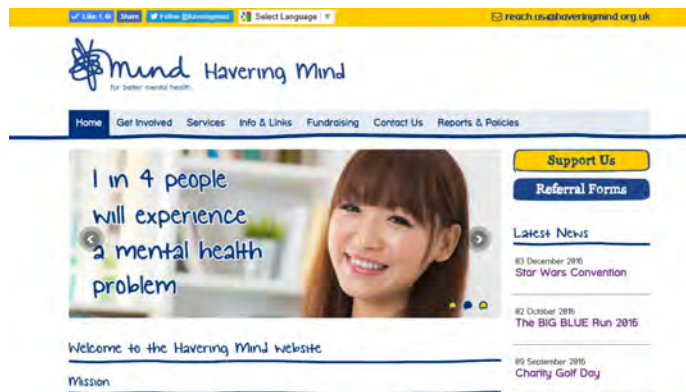 Like
Share
Follow @haveringmind
Select Language
reach us@haveringmind.org.uk
mind Havering Mind
for better mental health
Home Get Involved Services Info & Links Fundraising Contact Us Reports & Policies
1 in 4 people
will experience
a mental health
problem
Support Us
Referral Forms
Latest News
03 December 2016
Star Wars Convention
02 October 2016
The BIG BLUE Run 2016
09 September 2016
Charity Golf Day
Welcome to the Havering Mind website
Mission